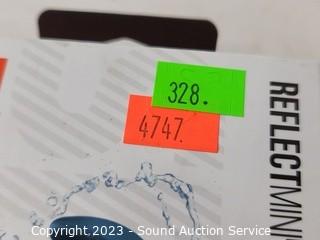 328.
4747.
REFLECTMINI
Copyright 2023 - Sound Auction Service